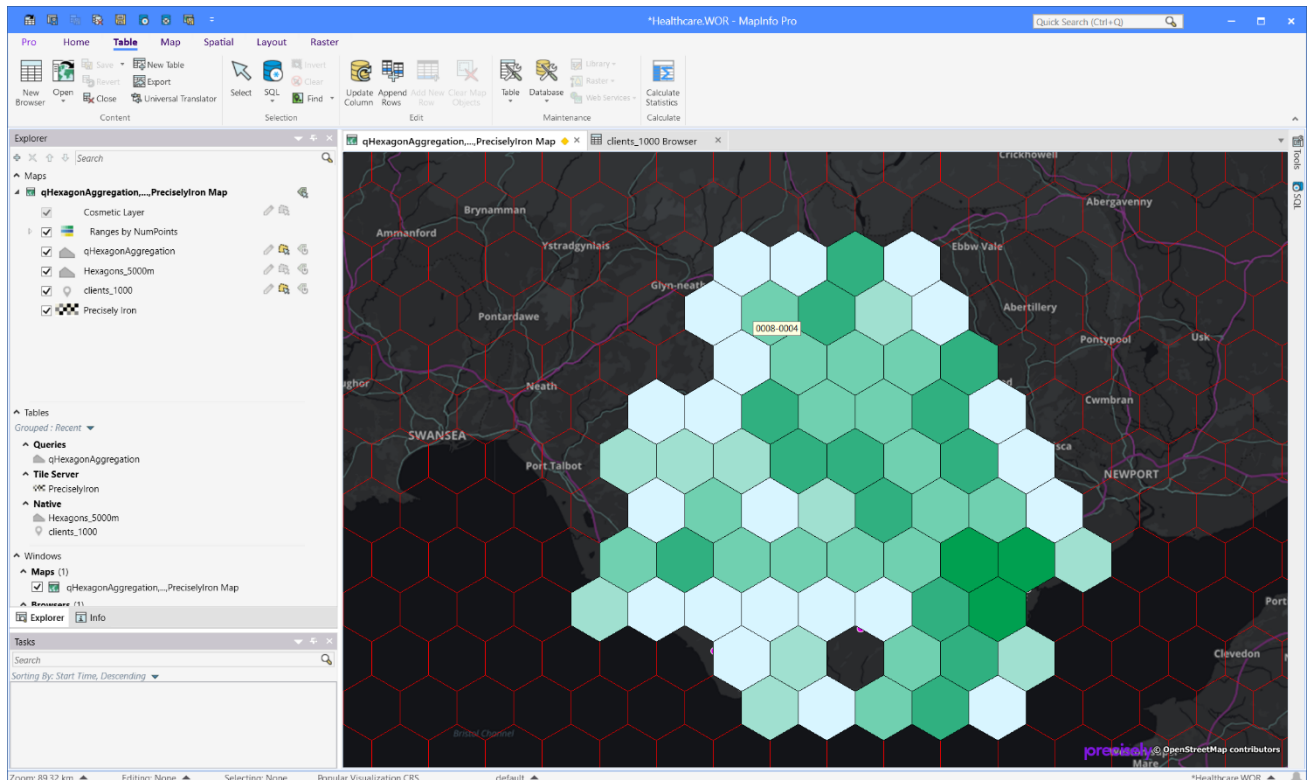 *Healthcare.WOR - MapInfo Pro
Quick Search (Ctrl+Q)
Pro Home Table Map Spatial Layout Raster
New Browser
Open
Save
Revert
Close
New Table
Export
Universal Translator
Content
Select
SQL
Invert
Clear
Find
Selection
Update Column
Append Rows
Add New Row
Clear Map Objects
Edit
Table
Database
Library
Raster
Web Services
Maintenance
Calculate Statistics
Calculate
Explorer
Search
Maps
qHexagonAggregation,...,PreciselyIron Map
Cosmetic Layer
Ranges by NumPoints
qHexagonAggregation
Hexagons_5000m
clients_1000
Precisely Iron
Tables
Grouped : Recent
Queries
qHexagonAggregation
Tile Server
PreciselyIron
Native
Hexagons_5000m
clients_1000
Windows
Maps (1)
qHexagonAggregation,...,PreciselyIron Map
Browsers (1)
Explorer Info
Tasks
Search
Sorting By: Start Time, Descending
qHexagonAggregation,...,PreciselyIron Map
clients_1000 Browser
Tools
SQL
Crickhowell
Brynamman
Abergavenny
Ammanford
Ystradgynlais
Ebbw Vale
Glyn-neath
Abertillery
Pontardawe
0008-0004
Pontypool
Usk
ughor
Neath
Cwmbran
SWANSEA
sca
Port Talbot
NEWPORT
Port
Clevedon
Bristol Channel
precisely
© OpenStreetMap contributors
Mare
Zoom: 89.32 km Editing: None Selecting: None Popular Visualization CRS default *Healthcare.WOR